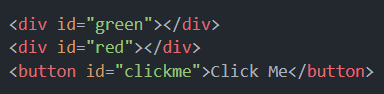 <div id="green"></div>
<div id="red"></div>
<button id="clickme">Click Me</button>